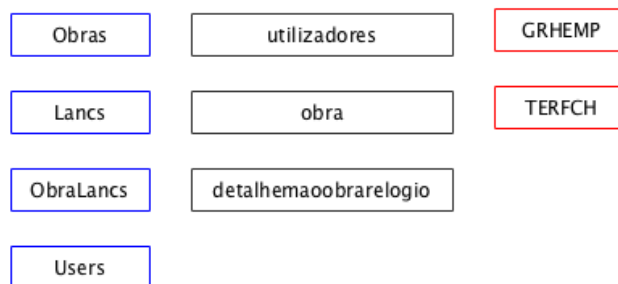 Obras
utilizadores
GRHEMP
Lancs
obra
TERFCH
ObraLancs
detalhemaoobrarelogio
Users